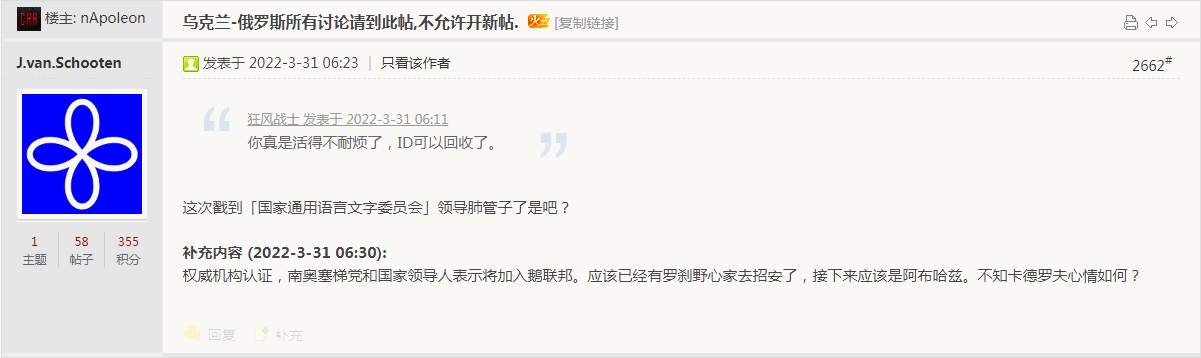 CHH
楼主: nApoleon
乌克兰-俄罗斯所有讨论请到此帖,不允许开新帖. 火 [复制链接]
J.van.Schooten
发表于 2022-3-31 06:23 | 只看该作者
2662#
狂风战士 发表于 2022-3-31 06:11
你真是活得不耐烦了，ID可以回收了。
这次戳到「国家通用语言文字委员会」领导肺管子了是吧？
1 58 355
主题 帖子 积分
补充内容 (2022-3-31 06:30):
权威机构认证，南奥塞梯党和国家领导人表示将加入鹅联邦。应该已经有罗刹野心家去招安了，接下来应该是阿布哈兹。不知卡德罗夫心情如何？
回复 补充